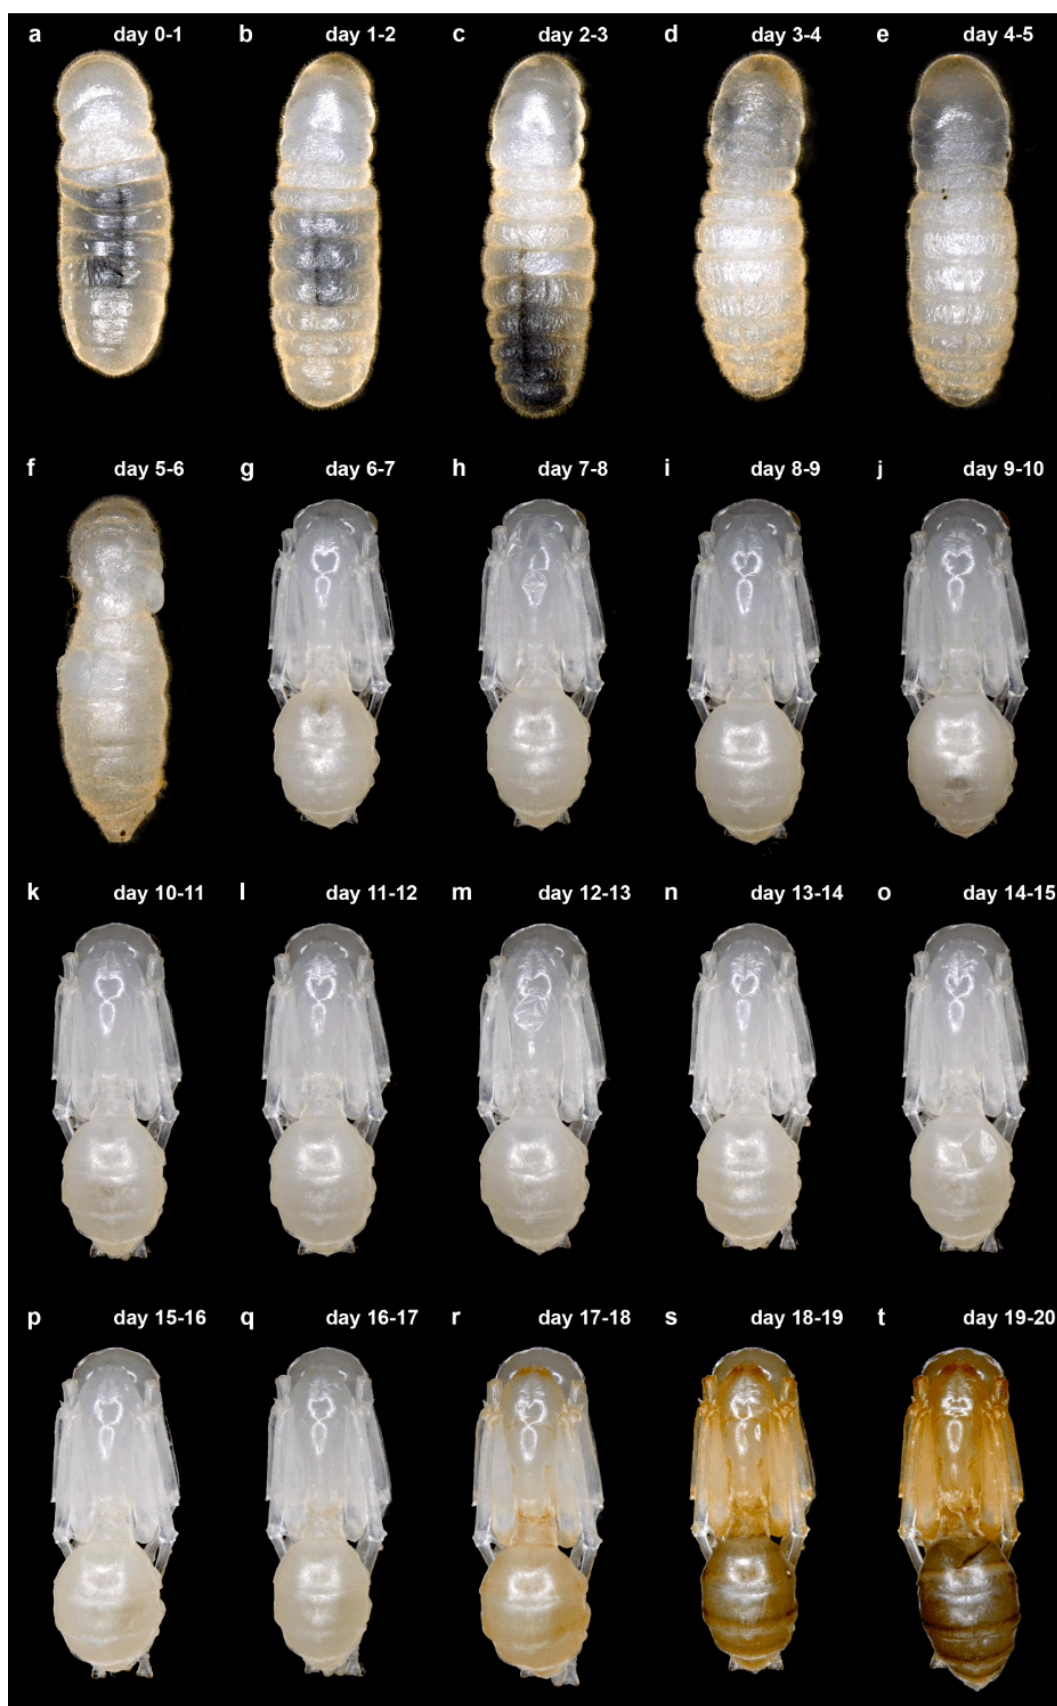 a day 0-1 b day 1-2 c day 2-3 d day 3-4 e day 4-5
f day 5-6 g day 6-7 h day 7-8 i day 8-9 j day 9-10
k day 10-11 l day 11-12 m day 12-13 n day 13-14 o day 14-15
p day 15-16 q day 16-17 r day 17-18 s day 18-19 t day 19-20